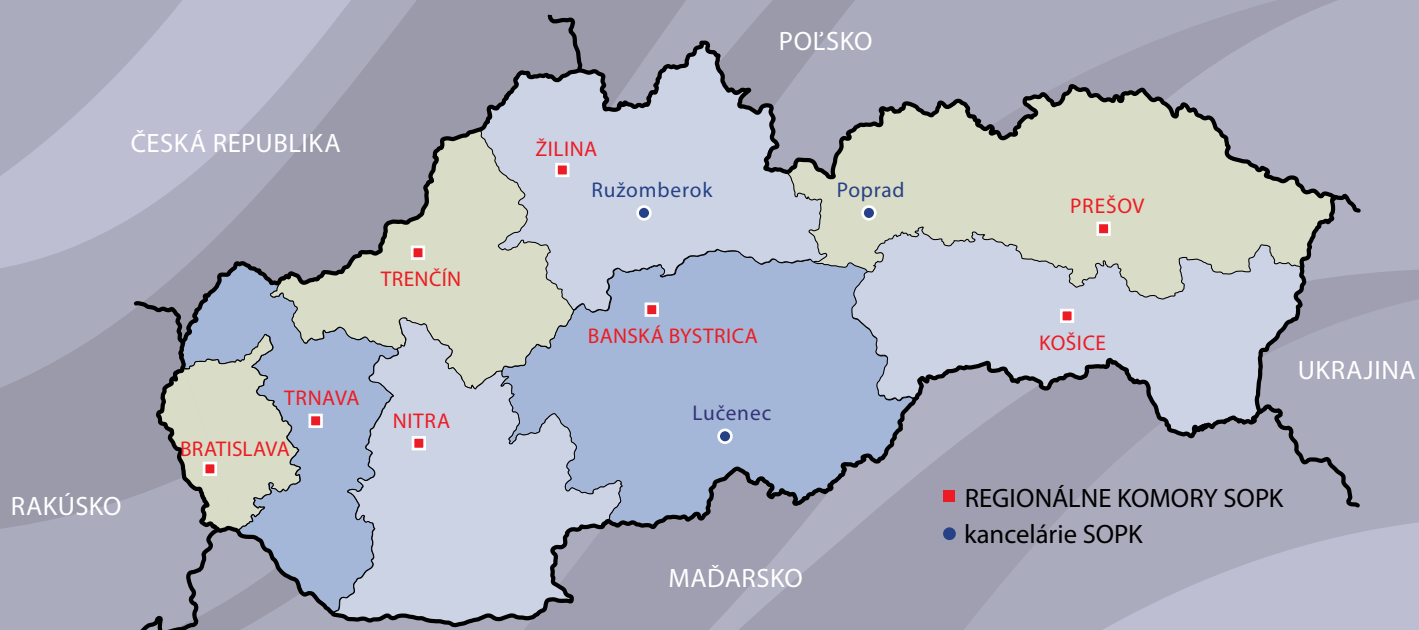 POĽSKO
ČESKÁ REPUBLIKA
ŽILINA
Ružomberok
Poprad
PREŠOV
TRENČÍN
BANSKÁ BYSTRICA
KOŠICE
UKRAJINA
TRNAVA
NITRA
Lučenec
BRATISLAVA
RAKÚSKO
REGIONÁLNE KOMORY SOPK
kancelárie SOPK
MAĎARSKO